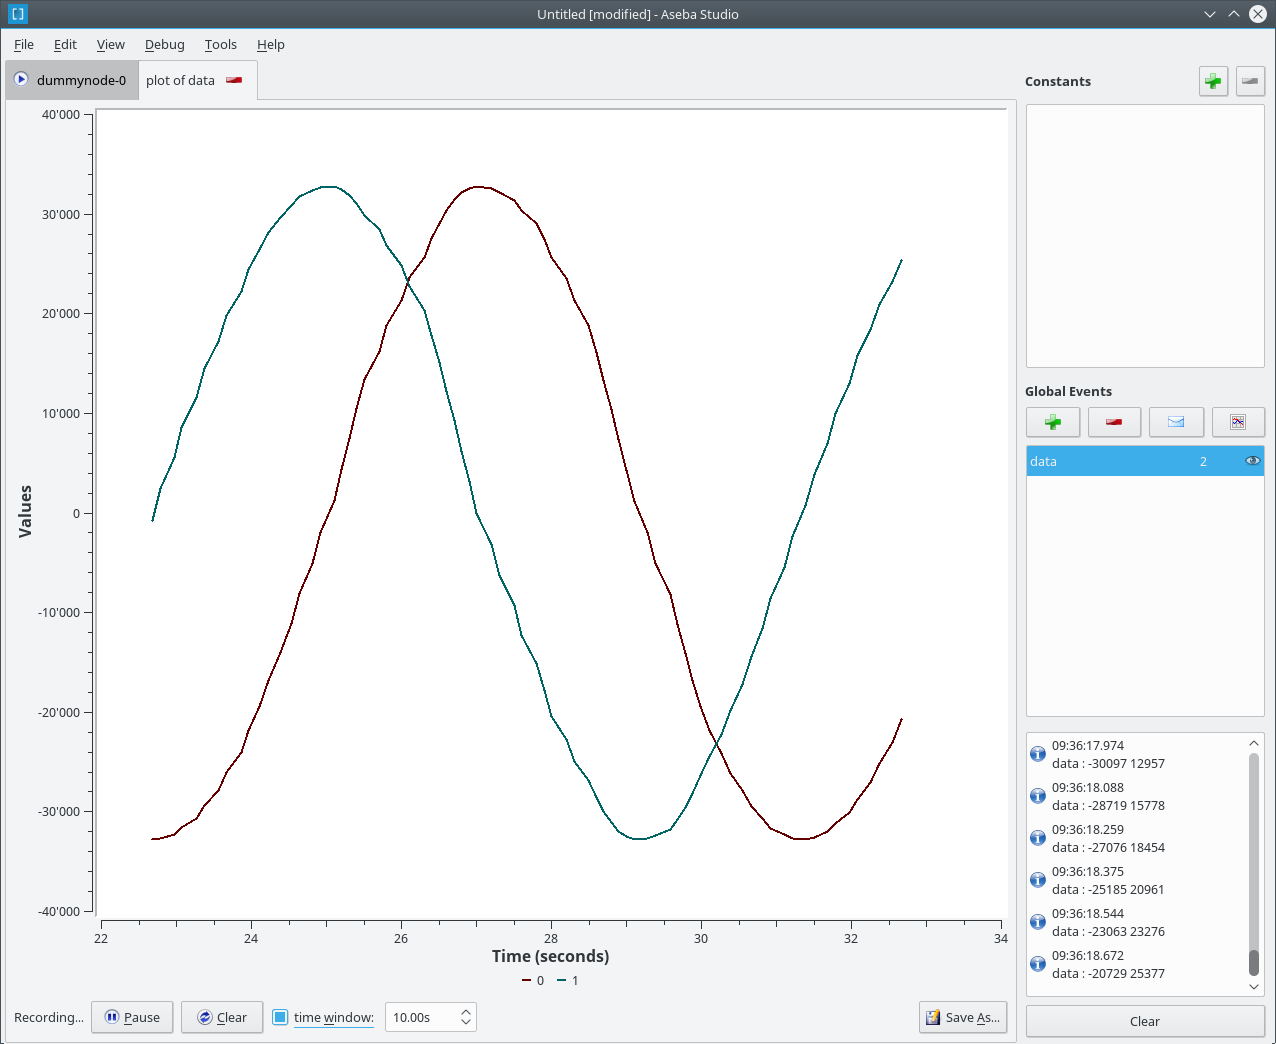 Untitled [modified] - Aseba Studio
File Edit View Debug Tools Help
dummynode-0 plot of data
Constants
40'000
30'000
20'000
10'000
0
-10'000
-20'000
-30'000
-40'000
Values
22 24 26 28 30 32 34
Time (seconds)
0 1
Recording... Pause Clear time window: 10.00s Save As...
Global Events
data 2
09:36:17.974
data : -30097 12957
09:36:18.088
data : -28719 15778
09:36:18.259
data : -27076 18454
09:36:18.375
data : -25185 20961
09:36:18.544
data : -23063 23276
09:36:18.672
data : -20729 25377
Clear